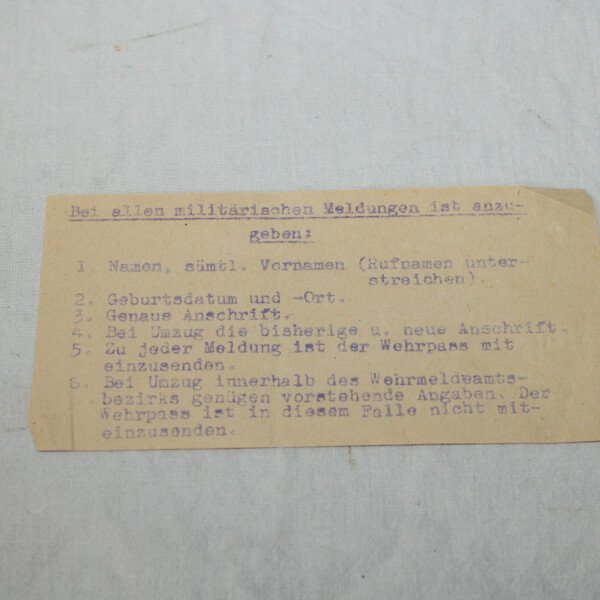 Bei allen militärischen Meldungen ist anzu-
geben:
1. Namen, sämtl. Vornamen (Rufnamen unter-
streichen).
2. Geburtsdatum und -Ort.
3. Genaue Anschrift.
4. Bei Umzug die bisherige u. neue Anschrift.
5. Zu jeder Meldung ist der Wehrpass mit
einzusenden.
6. Bei Umzug innerhalb des Wehrmeldeamts-
bezirks genügen vorstehende Angaben. Der
Wehrpass ist in diesem Falle nicht mit-
einzusenden.